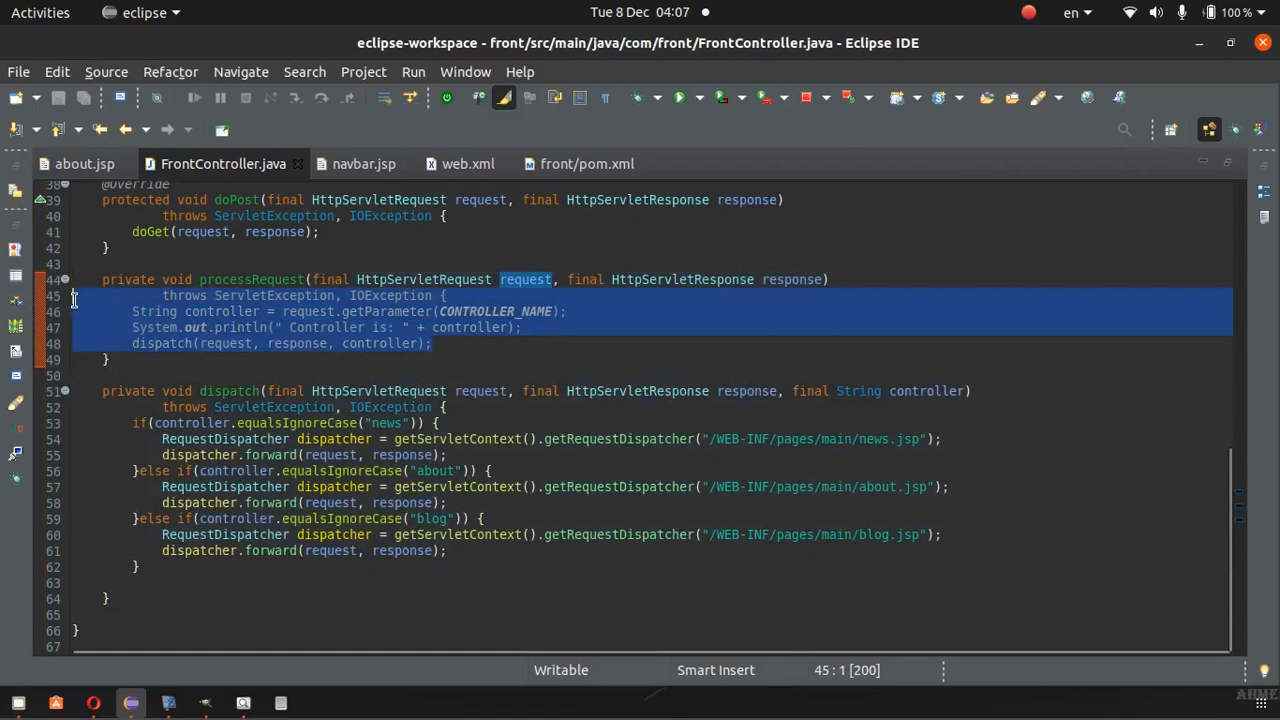 Activities eclipse Tue 8 Dec 04:07 en 100 %
eclipse-workspace - front/src/main/java/com/front/FrontController.java - Eclipse IDE
File Edit Source Refactor Navigate Search Project Run Window Help
about.jsp FrontController.java navbar.jsp web.xml front/pom.xml
38 @Override
39 protected void doPost(final HttpServletRequest request, final HttpServletResponse response)
40 throws ServletException, IOException {
41 doGet(request, response);
42 }
43
44 private void processRequest(final HttpServletRequest request, final HttpServletResponse response)
45 throws ServletException, IOException {
46 String controller = request.getParameter(CONTROLLER_NAME);
47 System.out.println(" Controller is: " + controller);
48 dispatch(request, response, controller);
49 }
50
51 private void dispatch(final HttpServletRequest request, final HttpServletResponse response, final String controller)
52 throws ServletException, IOException {
53 if(controller.equalsIgnoreCase("news")) {
54 RequestDispatcher dispatcher = getServletContext().getRequestDispatcher("/WEB-INF/pages/main/news.jsp");
55 dispatcher.forward(request, response);
56 }else if(controller.equalsIgnoreCase("about")) {
57 RequestDispatcher dispatcher = getServletContext().getRequestDispatcher("/WEB-INF/pages/main/about.jsp");
58 dispatcher.forward(request, response);
59 }else if(controller.equalsIgnoreCase("blog")) {
60 RequestDispatcher dispatcher = getServletContext().getRequestDispatcher("/WEB-INF/pages/main/blog.jsp");
61 dispatcher.forward(request, response);
62 }
63
64 }
65
66 }
67
Writable Smart Insert 45 : 1 [200]